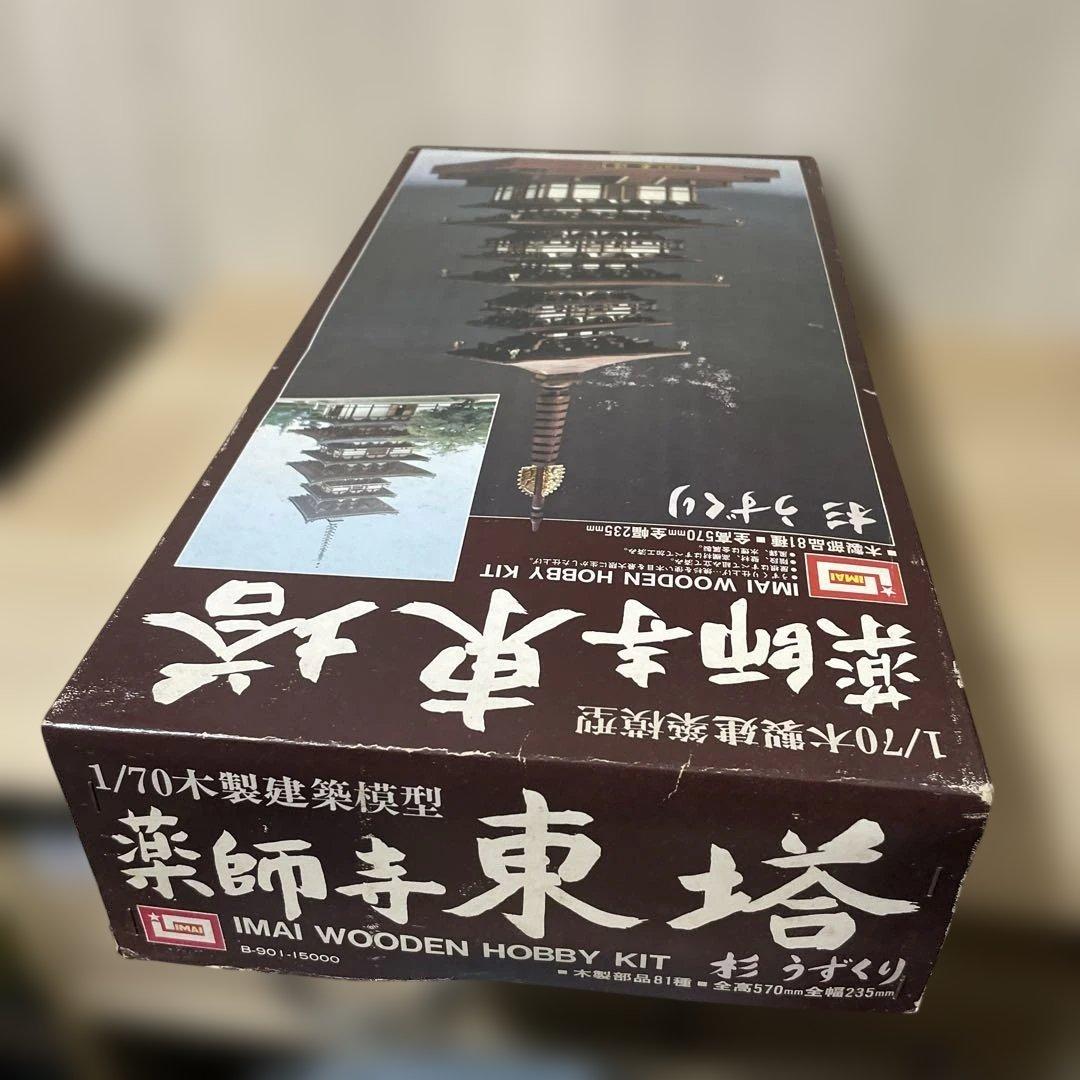 杉 うずくり
■木製部品81種 ■ 全高570mm全幅235mm
IMAI
IMAI WOODEN HOBBY KIT
薬師寺東塔
1/70木製建築模型
1/70木製建築模型
薬師寺東塔
IMAI
IMAI WOODEN HOBBY KIT
B-901-15000
杉 うずくり
■木製部品81種 ■ 全高570mm全幅235mm